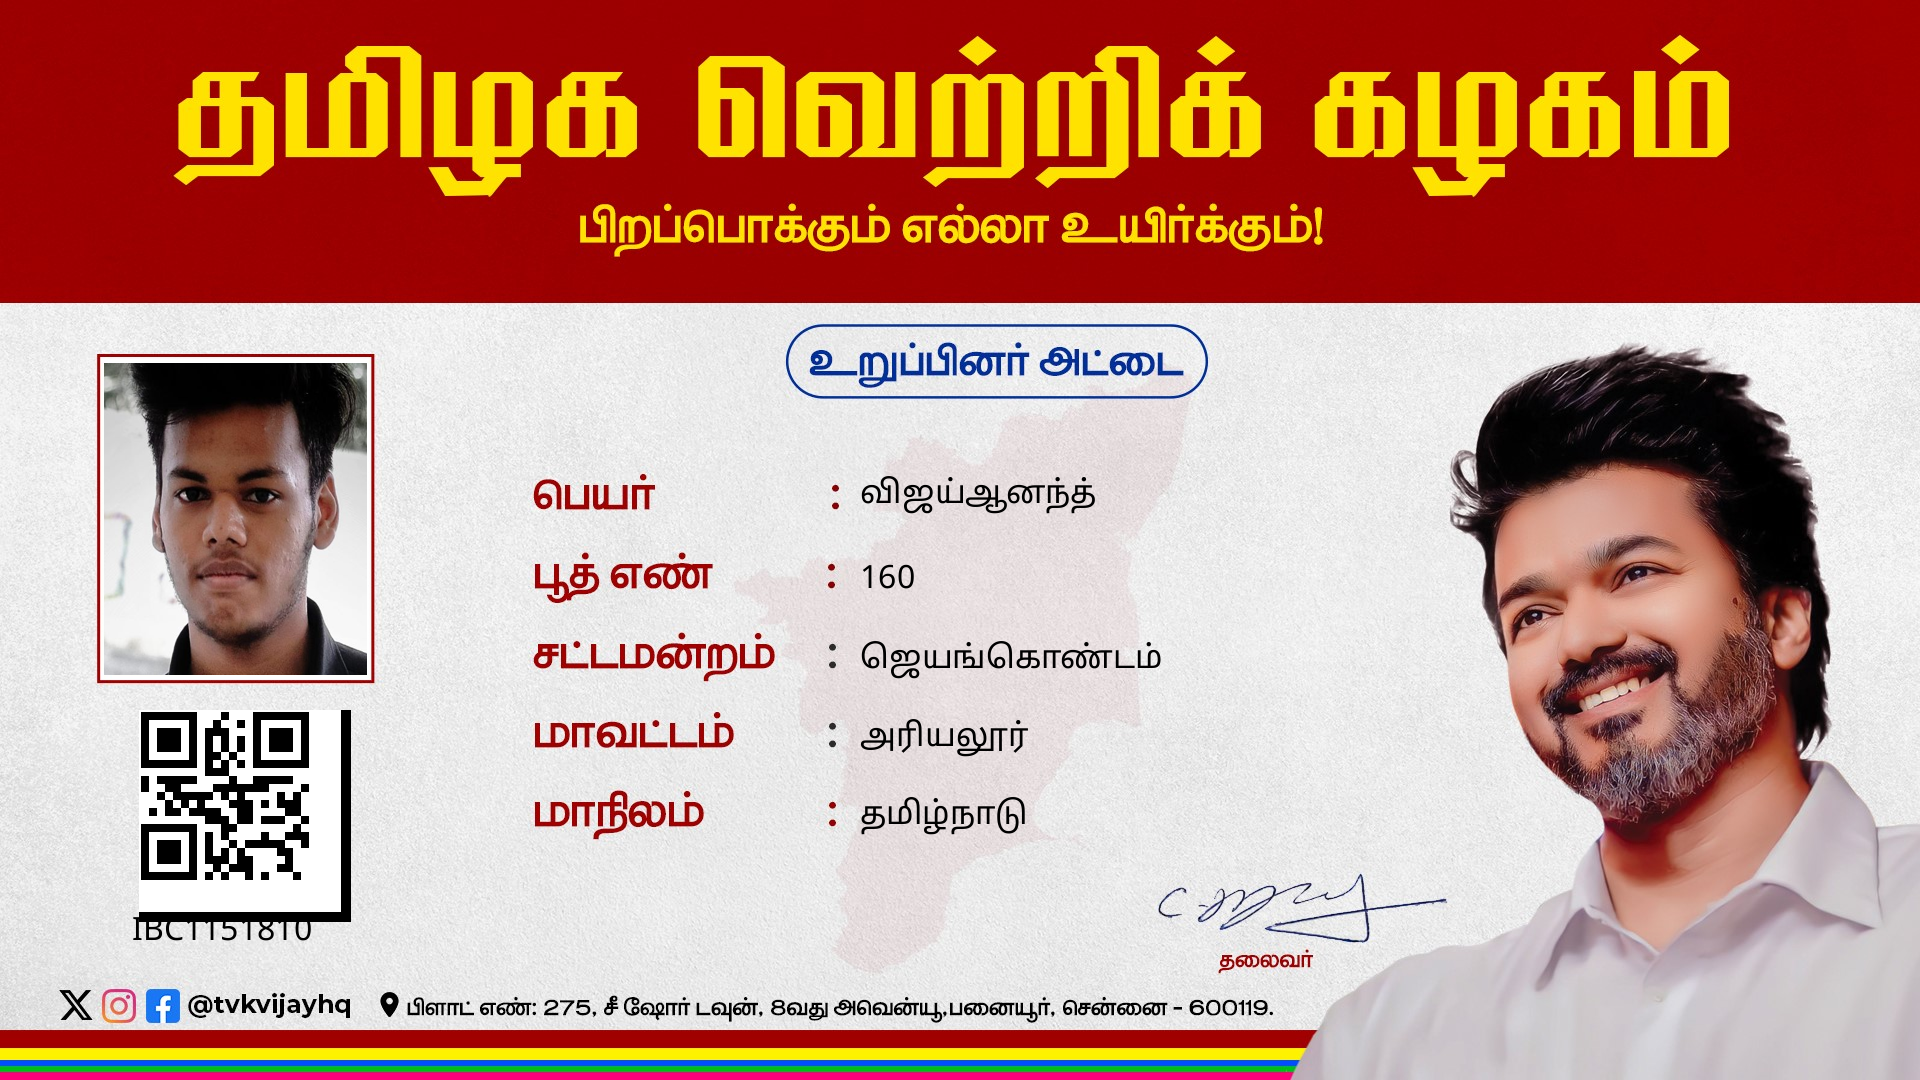 தமிழக வெற்றிக் கழகம்
பிறப்பொக்கும் எல்லா உயிர்க்கும்!
உறுப்பினர் அட்டை
பெயர் : விஜய்ஆனந்த்
பூத் எண் : 160
சட்டமன்றம் : ஜெயங்கொண்டம்
மாவட்டம் : அரியலூர்
மாநிலம் : தமிழ்நாடு
IBC1151810
தலைவர்
@tvkvijayhq பிளாட் எண்: 275, சீ ஷோர் டவுன், 8வது அவென்யூ,பனையூர், சென்னை - 600119.